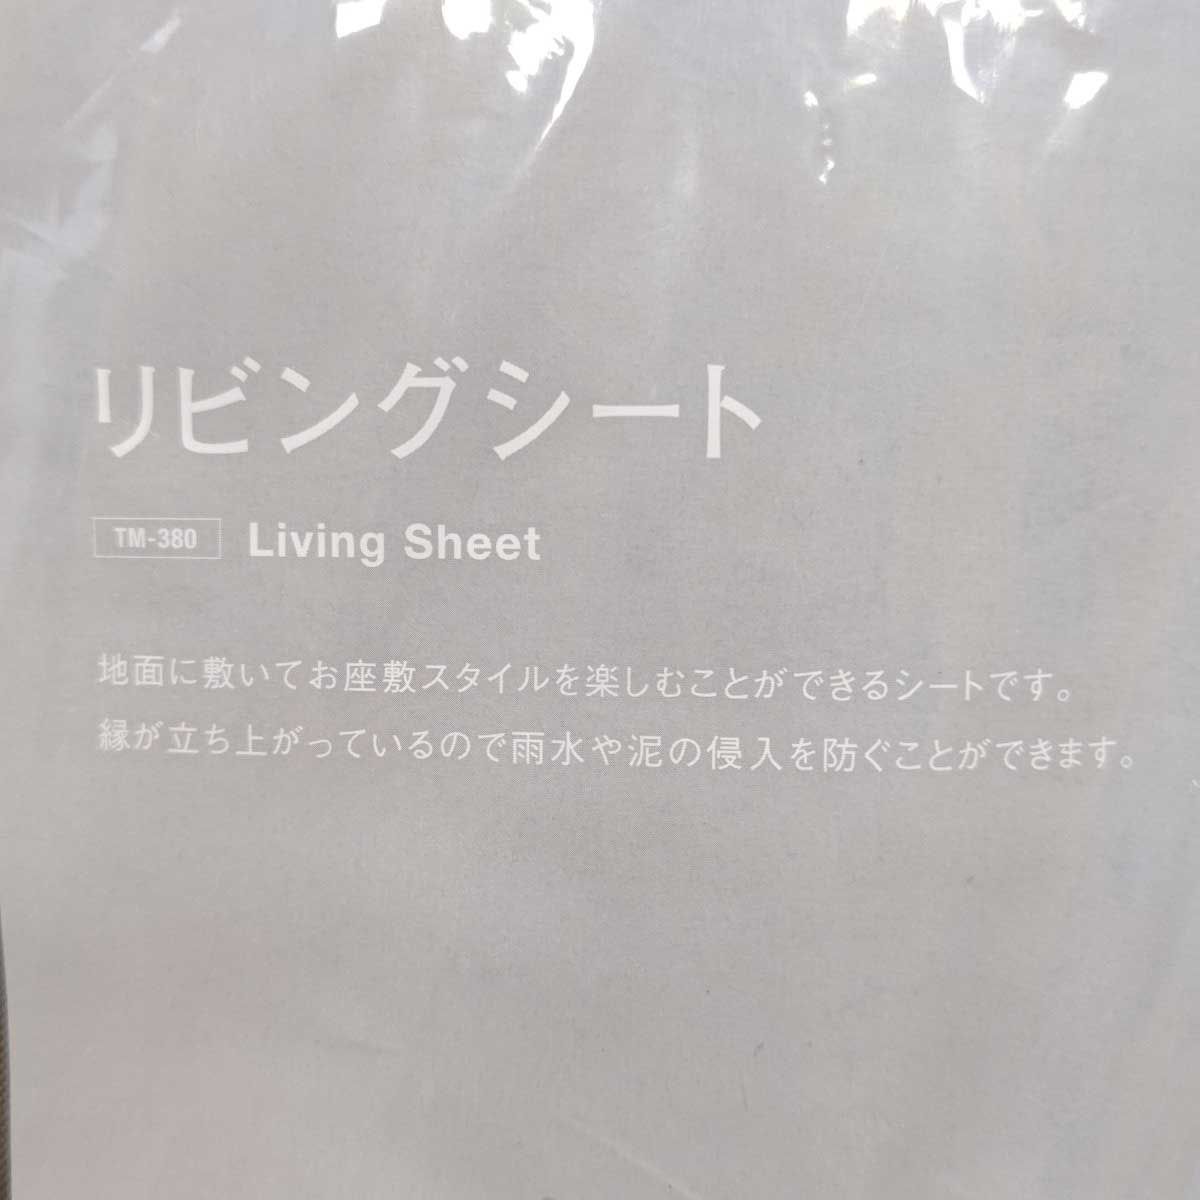 リビングシート
TM-380 Living Sheet
地面に敷いてお座敷スタイルを楽しむことができるシートです。
縁が立ち上がっているので雨水や泥の侵入を防ぐことができます。